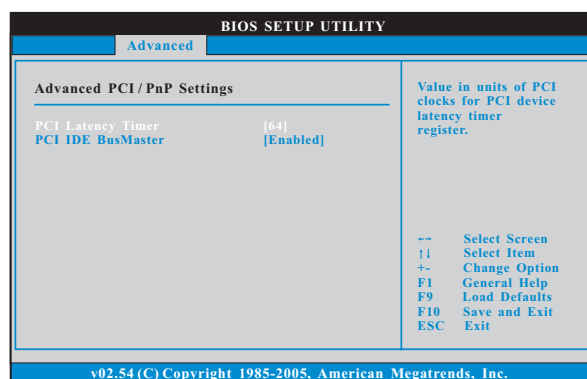 BIOS SETUP UTILITY
Advanced
Advanced PCI / PnP Settings
PCI Latency Timer [64]
PCI IDE BusMaster [Enabled]
Value in units of PCI
clocks for PCI device
latency timer
register.
←→ Select Screen
↑↓ Select Item
+- Change Option
F1 General Help
F9 Load Defaults
F10 Save and Exit
ESC Exit
v02.54 (C) Copyright 1985-2005, American Megatrends, Inc.